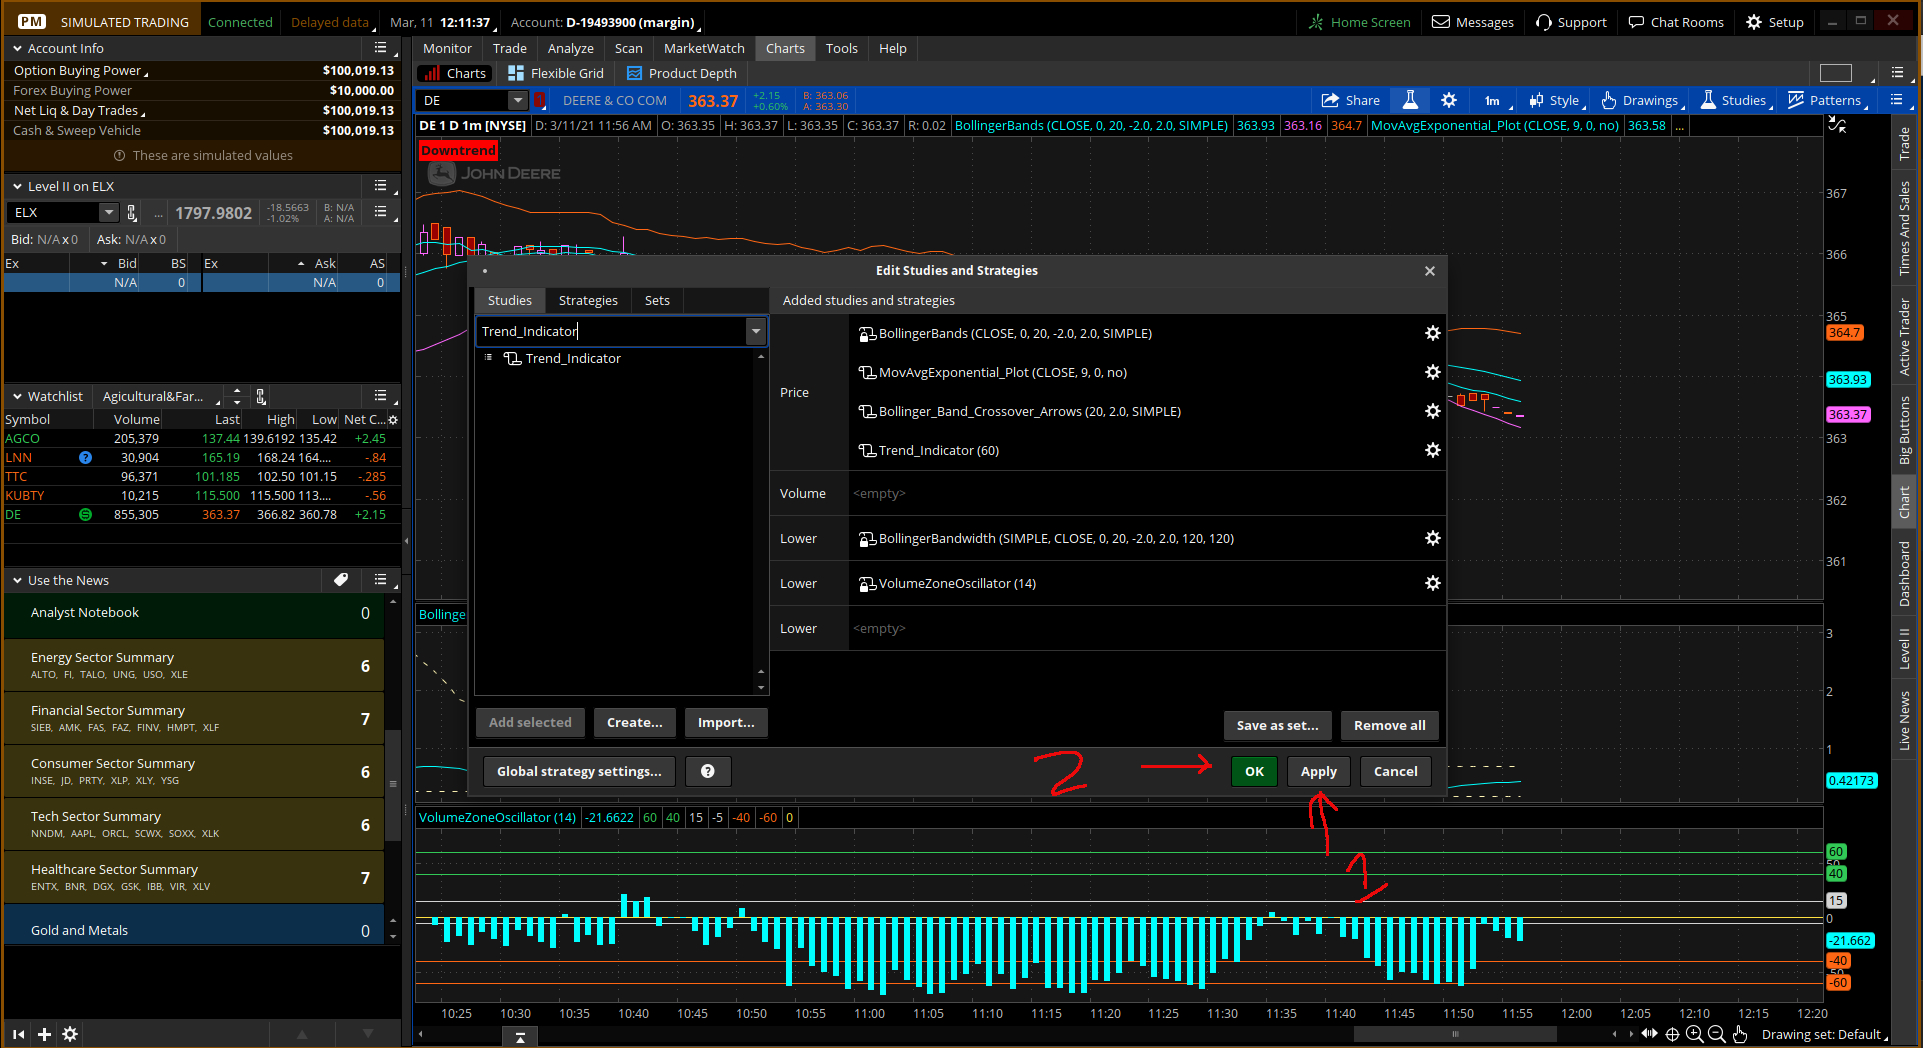 PM SIMULATED TRADING Connected Delayed data Mar, 11 12:11:37 Account: D-19493900 (margin) Home Screen Messages Support Chat Rooms Setup
Account Info
Option Buying Power $100,019.13
Forex Buying Power $10,000.00
Net Liq & Day Trades $100,019.13
Cash & Sweep Vehicle $100,019.13
These are simulated values
Level II on ELX
ELX ... 1797.9802 -18.5663 -1.02% B: N/A A: N/A
Bid: N/A x 0 Ask: N/A x 0
Ex Bid BS Ex Ask AS
N/A 0 N/A 0
Watchlist Agicultural&Far...
Symbol Volume Last High Low Net C...
AGCO 205,379 137.44 139.6192 135.42 +2.45
LNN 30,904 165.19 168.24 164.... -.84
TTC 96,371 101.185 102.50 101.15 -.285
KUBTY 10,215 115.500 115.500 113.... -.56
DE 855,305 363.37 366.82 360.78 +2.15
Use the News
Analyst Notebook 0
Energy Sector Summary 6
ALTO, FI, TALO, UNG, USO, XLE
Financial Sector Summary 7
SIEB, AMK, FAS, FAZ, FINV, HMPT, XLF
Consumer Sector Summary 6
INSE, JD, PRTY, XLP, XLY, YSG
Tech Sector Summary 6
NNDM, AAPL, ORCL, SCWX, SOXX, XLK
Healthcare Sector Summary 7
ENTX, BNR, DGX, GSK, IBB, VIR, XLV
Gold and Metals 0
Monitor Trade Analyze Scan MarketWatch Charts Tools Help
Charts Flexible Grid Product Depth
DE DEERE & CO COM 363.37 +2.15 +0.60% B: 363.06 A: 363.30 Share 1m Style Drawings Studies Patterns
DE 1 D 1m [NYSE] D: 3/11/21 11:56 AM O: 363.35 H: 363.37 L: 363.35 C: 363.37 R: 0.02 BollingerBands (CLOSE, 0, 20, -2.0, 2.0, SIMPLE) 363.93 363.16 364.7 MovAvgExponential_Plot (CLOSE, 9, 0, no) 363.58 ...
Downtrend
JOHN DEERE
367
366
365
364.7
363.93
363.37
363
362
361
Edit Studies and Strategies
Studies Strategies Sets Added studies and strategies
Trend_Indicator
Trend_Indicator
Price
BollingerBands (CLOSE, 0, 20, -2.0, 2.0, SIMPLE)
MovAvgExponential_Plot (CLOSE, 9, 0, no)
Bollinger_Band_Crossover_Arrows (20, 2.0, SIMPLE)
Trend_Indicator (60)
Volume <empty>
Lower BollingerBandwidth (SIMPLE, CLOSE, 0, 20, -2.0, 2.0, 120, 120)
Lower VolumeZoneOscillator (14)
Lower <empty>
Add selected Create... Import... Save as set... Remove all
Global strategy settings... ? OK Apply Cancel
2
1
Bollinge
3
2
1
0.42173
VolumeZoneOscillator (14) -21.6622 60 40 15 -5 -40 -60 0
60
50
40
15
0
-21.662
-40
-50
-60
10:25 10:30 10:35 10:40 10:45 10:50 10:55 11:00 11:05 11:10 11:15 11:20 11:25 11:30 11:35 11:40 11:45 11:50 11:55 12:00 12:05 12:10 12:15 12:20
Drawing set: Default
Trade
Times And Sales
Active Trader
Big Buttons
Chart
Dashboard
Level II
Live News